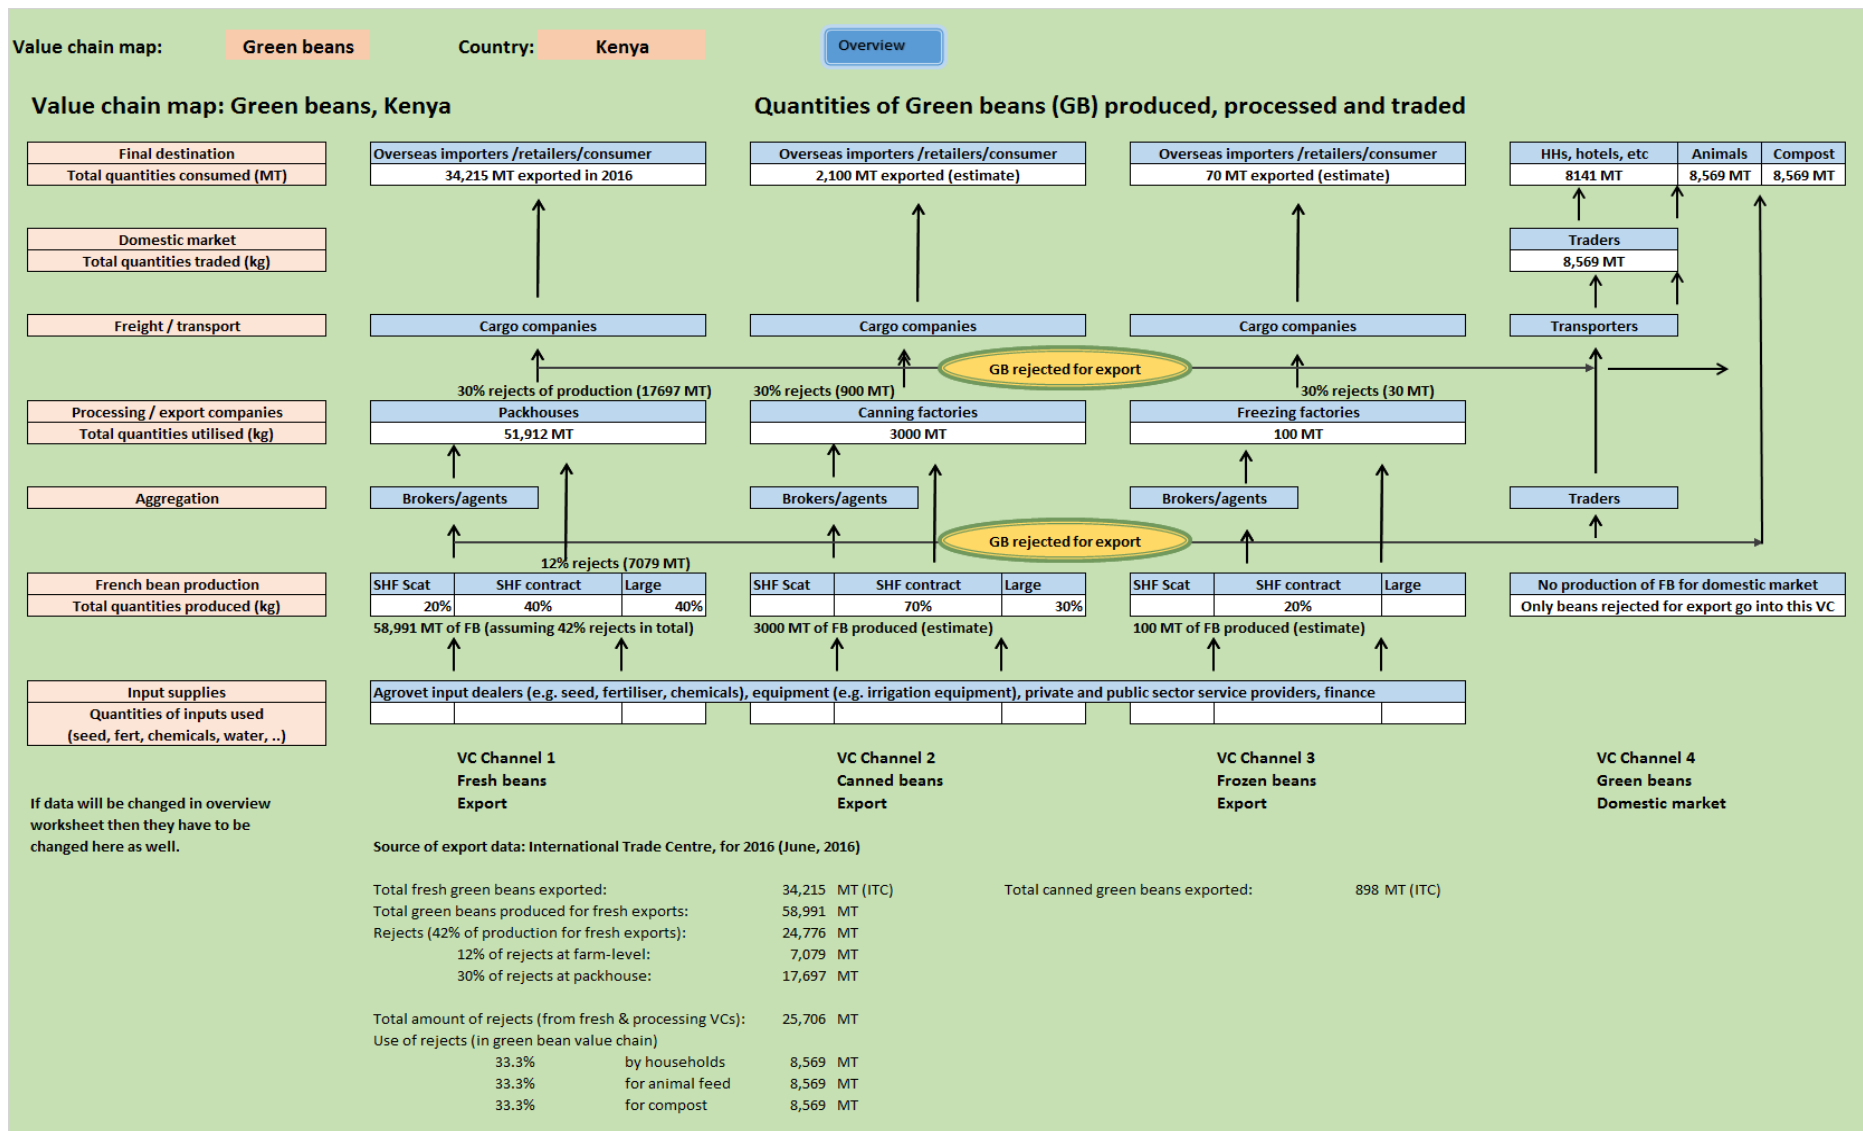 Value chain map: Green beans Country: Kenya Overview
Value chain map: Green beans, Kenya Quantities of Green beans (GB) produced, processed and traded
Final destination Overseas importers /retailers/consumer Overseas importers /retailers/consumer Overseas importers /retailers/consumer HHs, hotels, etc Animals Compost
Total quantities consumed (MT) 34,215 MT exported in 2016 2,100 MT exported (estimate) 70 MT exported (estimate) 8141 MT 8,569 MT 8,569 MT
Domestic market Traders
Total quantities traded (kg) 8,569 MT
Freight / transport Cargo companies Cargo companies Cargo companies Transporters
GB rejected for export
30% rejects of production (17697 MT) 30% rejects (900 MT) 30% rejects (30 MT)
Processing / export companies Packhouses Canning factories Freezing factories
Total quantities utilised (kg) 51,912 MT 3000 MT 100 MT
Aggregation Brokers/agents Brokers/agents Brokers/agents Traders
GB rejected for export
12% rejects (7079 MT)
French bean production SHF Scat SHF contract Large SHF Scat SHF contract Large SHF Scat SHF contract Large No production of FB for domestic market
Total quantities produced (kg) 20% 40% 40% 70% 30% 20% Only beans rejected for export go into this VC
58,991 MT of FB (assuming 42% rejects in total) 3000 MT of FB produced (estimate) 100 MT of FB produced (estimate)
Input supplies Agrovet input dealers (e.g. seed, fertiliser, chemicals), equipment (e.g. irrigation equipment), private and public sector service providers, finance
Quantities of inputs used
(seed, fert, chemicals, water, ..)
VC Channel 1 VC Channel 2 VC Channel 3 VC Channel 4
Fresh beans Canned beans Frozen beans Green beans
Export Export Export Domestic market
If data will be changed in overview
worksheet then they have to be
changed here as well.
Source of export data: International Trade Centre, for 2016 (June, 2016)
Total fresh green beans exported: 34,215 MT (ITC) Total canned green beans exported: 898 MT (ITC)
Total green beans produced for fresh exports: 58,991 MT
Rejects (42% of production for fresh exports): 24,776 MT
12% of rejects at farm-level: 7,079 MT
30% of rejects at packhouse: 17,697 MT
Total amount of rejects (from fresh & processing VCs): 25,706 MT
Use of rejects (in green bean value chain)
33.3% by households 8,569 MT
33.3% for animal feed 8,569 MT
33.3% for compost 8,569 MT